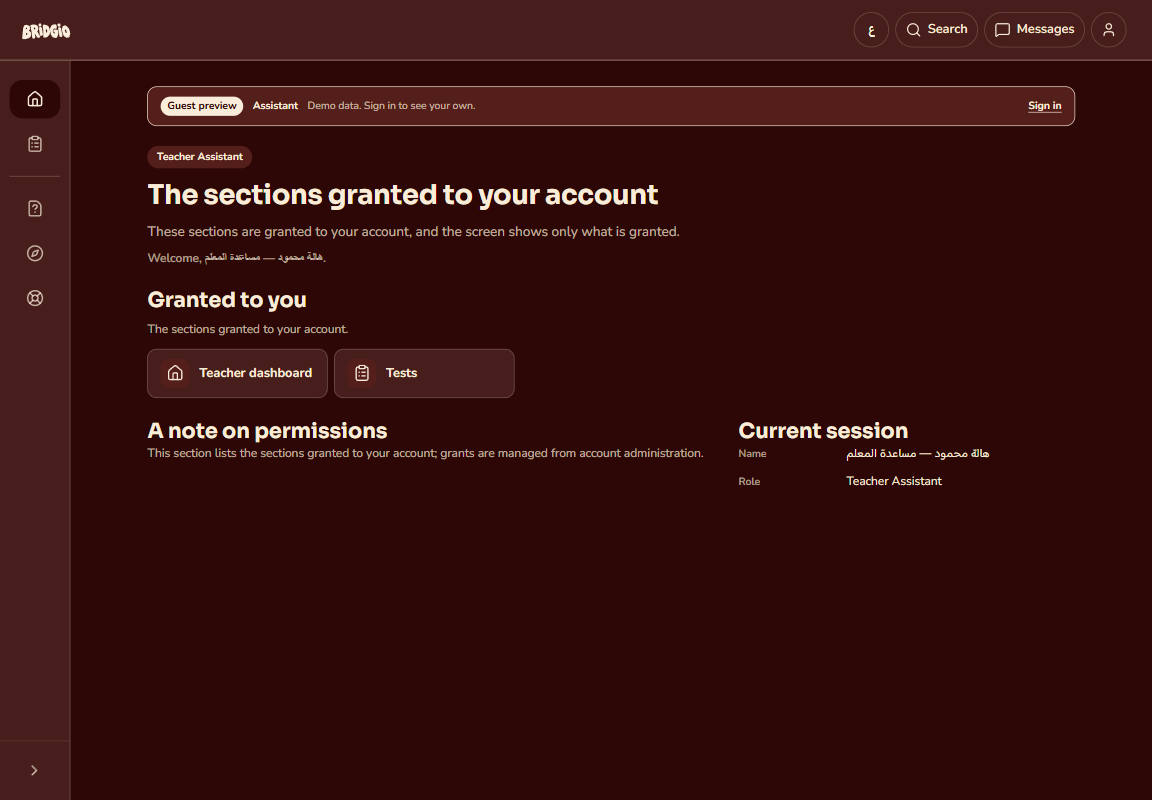 BRiDGiO
ع
Search
Messages
Guest preview Assistant Demo data. Sign in to see your own. Sign in
Teacher Assistant
The sections granted to your account
These sections are granted to your account, and the screen shows only what is granted.
Welcome, هالة محمود — مساعدة المعلم.
Granted to you
The sections granted to your account.
Teacher dashboard
Tests
A note on permissions
This section lists the sections granted to your account; grants are managed from account administration.
Current session
Name هالة محمود — مساعدة المعلم
Role Teacher Assistant